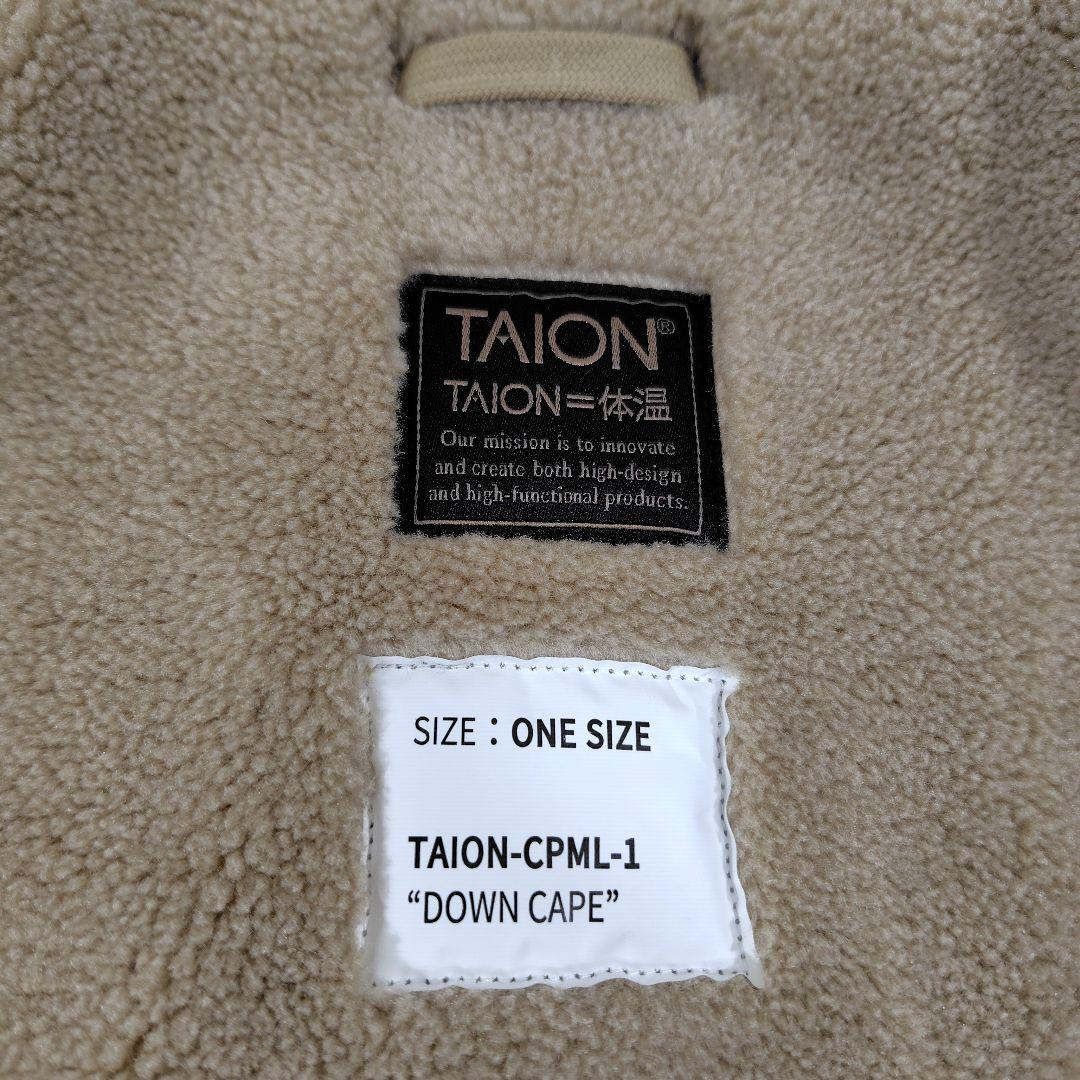 TAION®
TAION=体温
Our mission is to innovate
and create both high-design
and high-functional products.
SIZE：ONE SIZE
TAION-CPML-1
“DOWN CAPE”